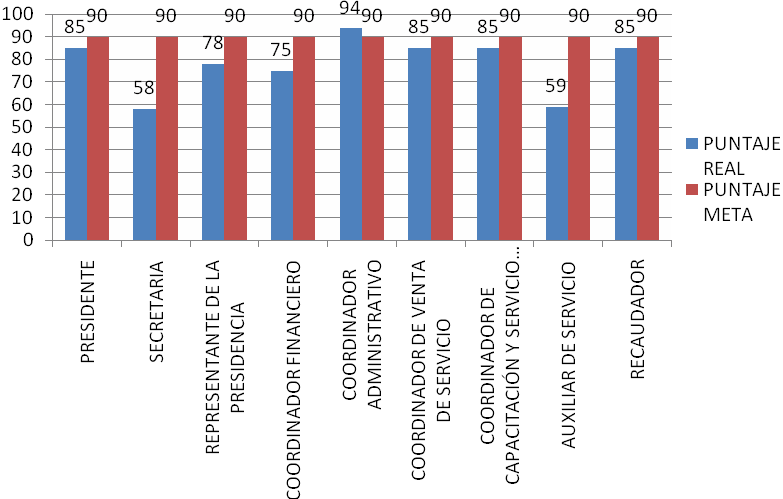 100
90
80
70
60
50
40
30
20
10
0
85
90
58
90
78
90
75
90
94
90
85
90
85
90
59
90
85
90
PRESIDENTE
SECRETARIA
REPRESENTANTE DE LA
PRESIDENCIA
COORDINADOR FINANCIERO
COORDINADOR
ADMINISTRATIVO
COORDINADOR DE VENTA
DE SERVICIO
COORDINADOR DE
CAPACITACIÓN Y SERVICIO...
AUXILIAR DE SERVICIO
RECAUDADOR
PUNTAJE
REAL
PUNTAJE
META